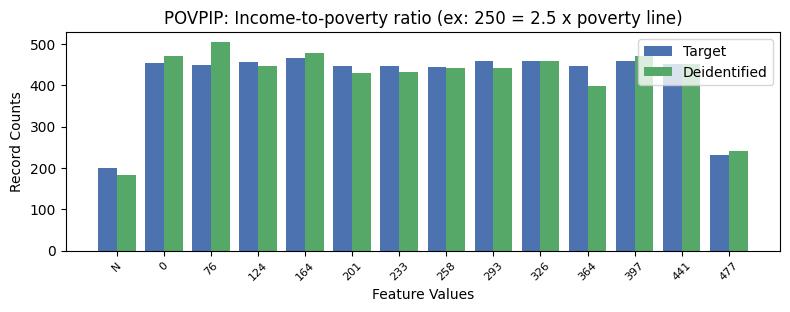 POVPIP: Income-to-poverty ratio (ex: 250 = 2.5 x poverty line)
Target
Deidentified
Record Counts
500
400
300
200
100
0
N 0 76 124 164 201 233 258 293 326 364 397 441 477
Feature Values